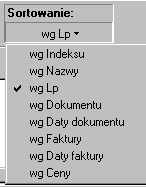 Sortowanie:
wg Lp
wg Indeksu
wg Nazwy
wg Lp
wg Dokumentu
wg Daty dokumentu
wg Faktury
wg Daty faktury
wg Ceny